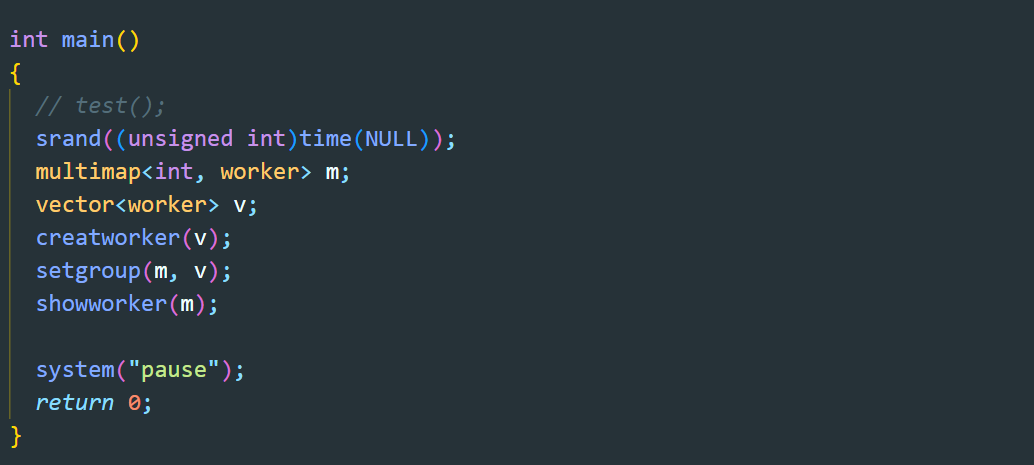 int main()
{
// test();
srand((unsigned int)time(NULL));
multimap<int, worker> m;
vector<worker> v;
creatworker(v);
setgroup(m, v);
showworker(m);
system("pause");
return 0;
}